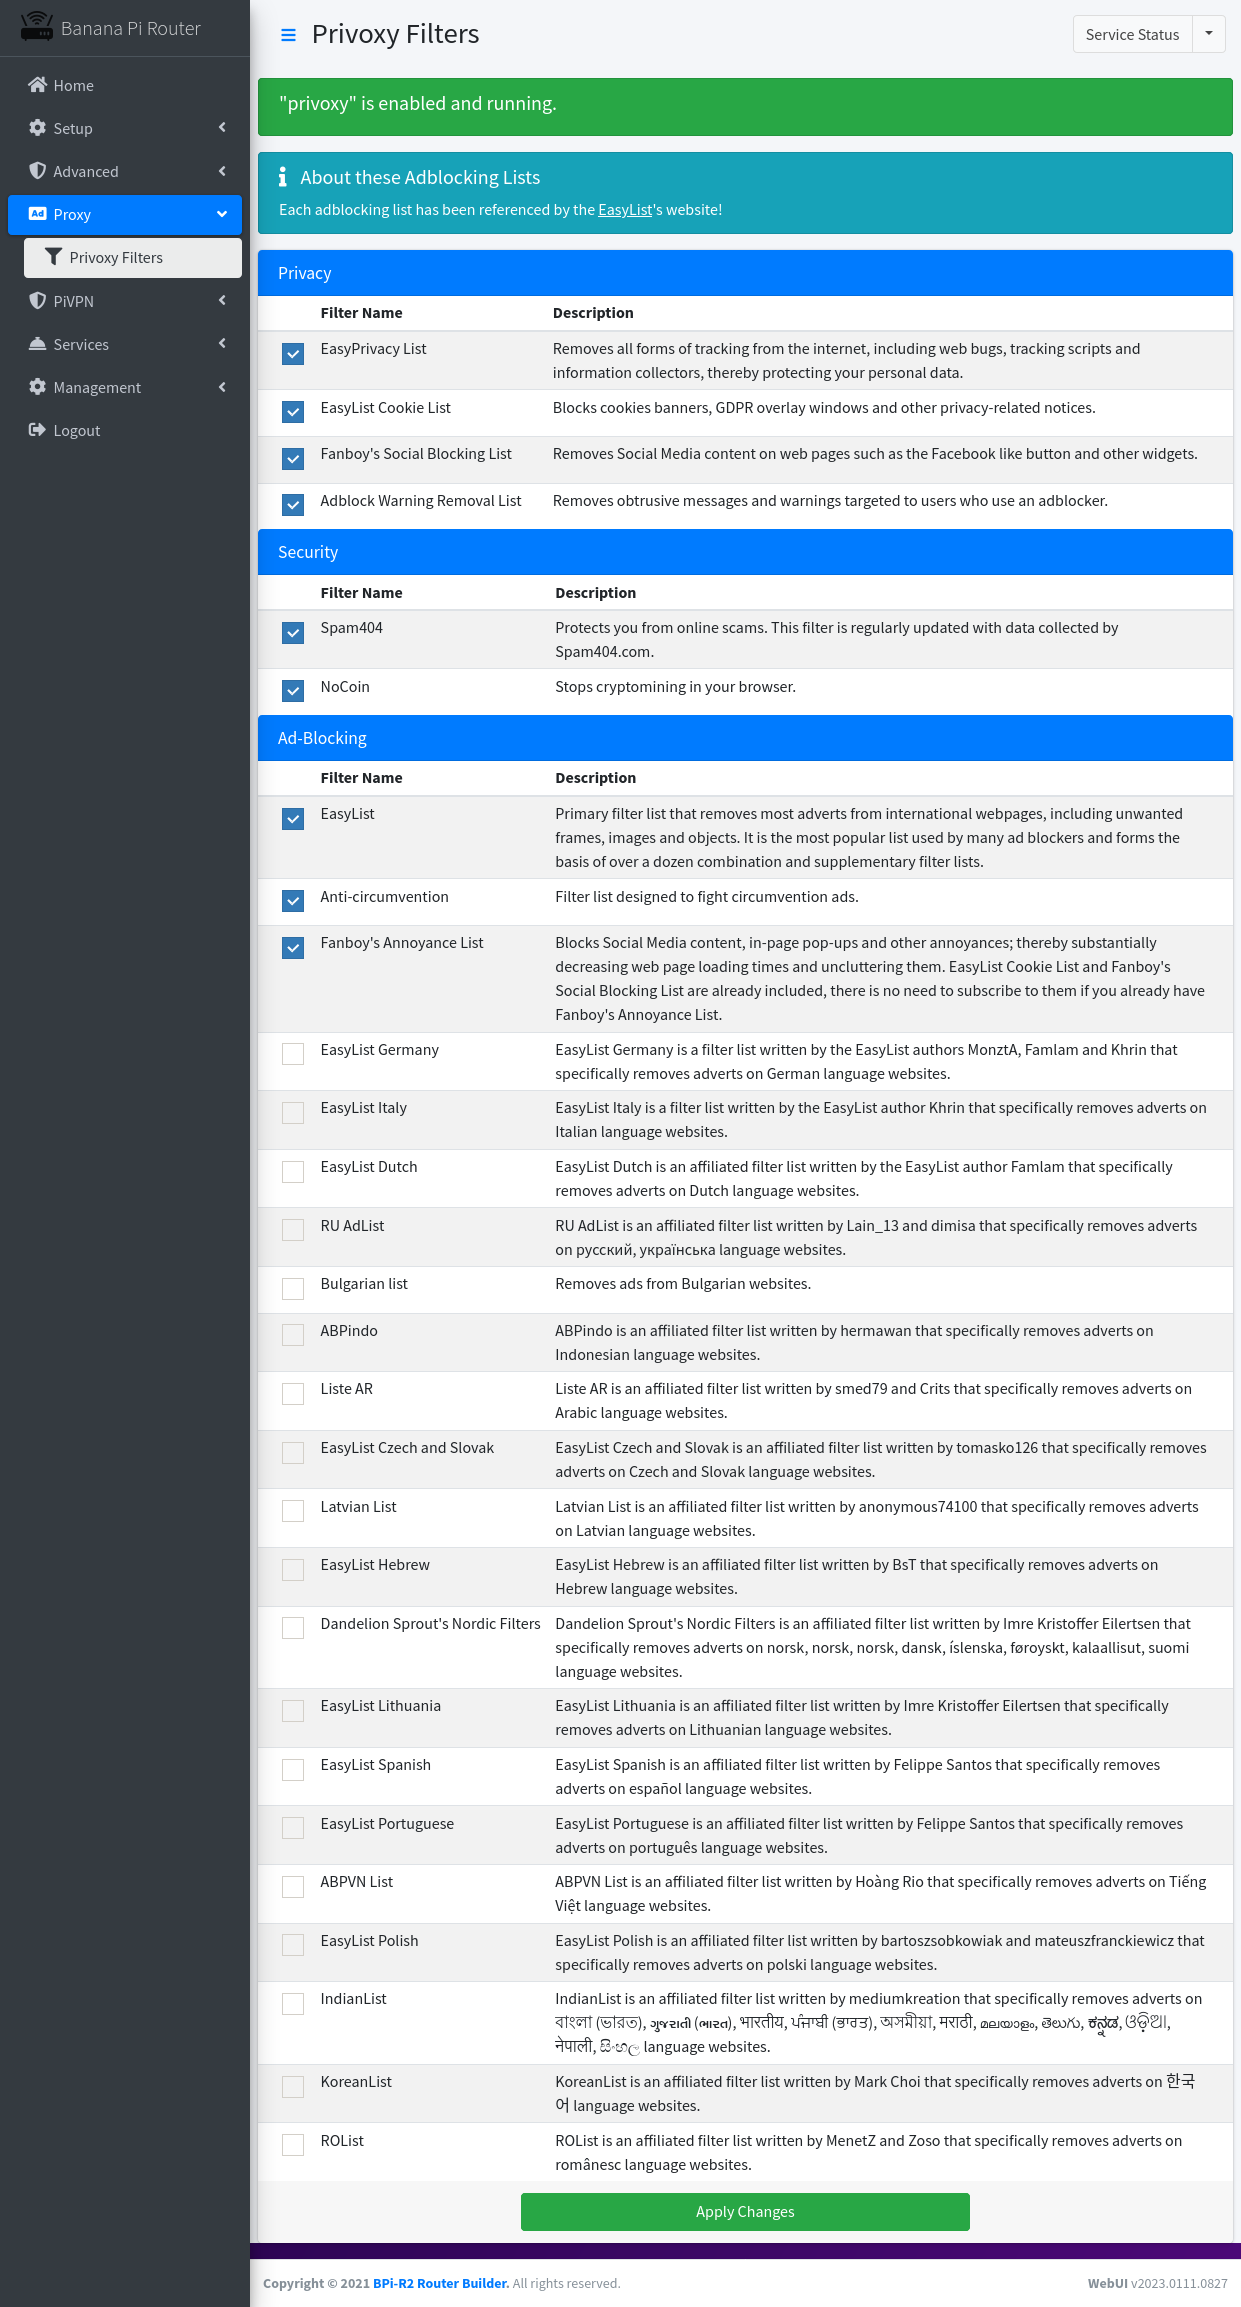 Banana Pi Router
Home
Setup
Advanced
Proxy
Privoxy Filters
PiVPN
Services
Management
Logout
Privoxy Filters
Service Status
"privoxy" is enabled and running.
About these Adblocking Lists
Each adblocking list has been referenced by the EasyList's website!
Privacy
Filter Name Description
EasyPrivacy List Removes all forms of tracking from the internet, including web bugs, tracking scripts and
information collectors, thereby protecting your personal data.
EasyList Cookie List Blocks cookies banners, GDPR overlay windows and other privacy-related notices.
Fanboy's Social Blocking List Removes Social Media content on web pages such as the Facebook like button and other widgets.
Adblock Warning Removal List Removes obtrusive messages and warnings targeted to users who use an adblocker.
Security
Filter Name Description
Spam404 Protects you from online scams. This filter is regularly updated with data collected by
Spam404.com.
NoCoin Stops cryptomining in your browser.
Ad-Blocking
Filter Name Description
EasyList Primary filter list that removes most adverts from international webpages, including unwanted
frames, images and objects. It is the most popular list used by many ad blockers and forms the
basis of over a dozen combination and supplementary filter lists.
Anti-circumvention Filter list designed to fight circumvention ads.
Fanboy's Annoyance List Blocks Social Media content, in-page pop-ups and other annoyances; thereby substantially
decreasing web page loading times and uncluttering them. EasyList Cookie List and Fanboy's
Social Blocking List are already included, there is no need to subscribe to them if you already have
Fanboy's Annoyance List.
EasyList Germany EasyList Germany is a filter list written by the EasyList authors MonztA, Famlam and Khrin that
specifically removes adverts on German language websites.
EasyList Italy EasyList Italy is a filter list written by the EasyList author Khrin that specifically removes adverts on
Italian language websites.
EasyList Dutch EasyList Dutch is an affiliated filter list written by the EasyList author Famlam that specifically
removes adverts on Dutch language websites.
RU AdList RU AdList is an affiliated filter list written by Lain_13 and dimisa that specifically removes adverts
on русский, українська language websites.
Bulgarian list Removes ads from Bulgarian websites.
ABPindo ABPindo is an affiliated filter list written by hermawan that specifically removes adverts on
Indonesian language websites.
Liste AR Liste AR is an affiliated filter list written by smed79 and Crits that specifically removes adverts on
Arabic language websites.
EasyList Czech and Slovak EasyList Czech and Slovak is an affiliated filter list written by tomasko126 that specifically removes
adverts on Czech and Slovak language websites.
Latvian List Latvian List is an affiliated filter list written by anonymous74100 that specifically removes adverts
on Latvian language websites.
EasyList Hebrew EasyList Hebrew is an affiliated filter list written by BsT that specifically removes adverts on
Hebrew language websites.
Dandelion Sprout's Nordic Filters Dandelion Sprout's Nordic Filters is an affiliated filter list written by Imre Kristoffer Eilertsen that
specifically removes adverts on norsk, norsk, norsk, dansk, íslenska, føroyskt, kalaallisut, suomi
language websites.
EasyList Lithuania EasyList Lithuania is an affiliated filter list written by Imre Kristoffer Eilertsen that specifically
removes adverts on Lithuanian language websites.
EasyList Spanish EasyList Spanish is an affiliated filter list written by Felippe Santos that specifically removes
adverts on español language websites.
EasyList Portuguese EasyList Portuguese is an affiliated filter list written by Felippe Santos that specifically removes
adverts on português language websites.
ABPVN List ABPVN List is an affiliated filter list written by Hoàng Rio that specifically removes adverts on Tiếng
Việt language websites.
EasyList Polish EasyList Polish is an affiliated filter list written by bartoszsobkowiak and mateuszfranckiewicz that
specifically removes adverts on polski language websites.
IndianList IndianList is an affiliated filter list written by mediumkreation that specifically removes adverts on
বাংলা (ভারত), ગુજરાતી (ભારત), भारतीय, ਪੰਜਾਬੀ (ਭਾਰਤ), অসমীয়া, मराठी, മലയാളം, తెలుగు, ಕನ್ನಡ, ଓଡ଼ିଆ,
नेपाली, සිංහල language websites.
KoreanList KoreanList is an affiliated filter list written by Mark Choi that specifically removes adverts on 한국
어 language websites.
ROList ROList is an affiliated filter list written by MenetZ and Zoso that specifically removes adverts on
românesc language websites.
Apply Changes
Copyright © 2021 BPi-R2 Router Builder. All rights reserved.
WebUI v2023.0111.0827